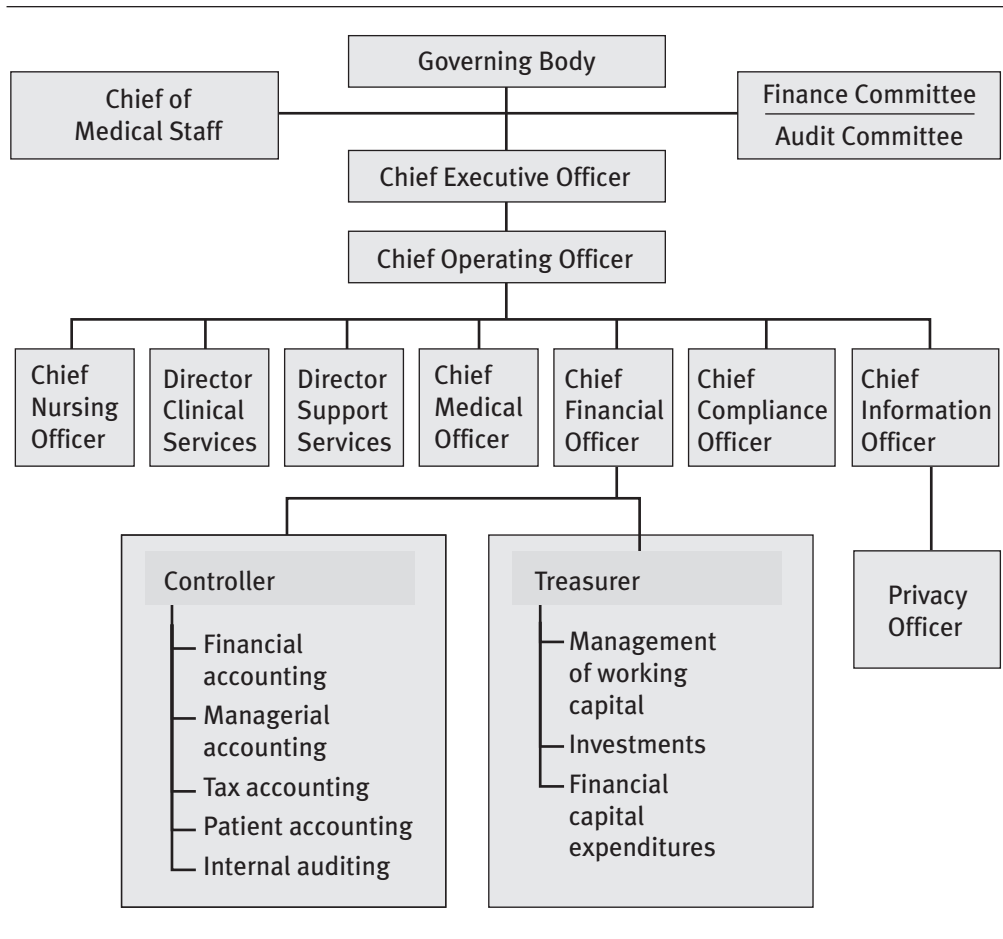 Governing Body
Chief of
Medical Staff
Finance Committee
Audit Committee
Chief Executive Officer
Chief Operating Officer
Chief
Nursing
Officer
Director
Clinical
Services
Director
Support
Services
Chief
Medical
Officer
Chief
Financial
Officer
Chief
Compliance
Officer
Chief
Information
Officer
Controller
Financial
accounting
Managerial
accounting
Tax accounting
Patient accounting
Internal auditing
Treasurer
Management
of working
capital
Investments
Financial
capital
expenditures
Privacy
Officer